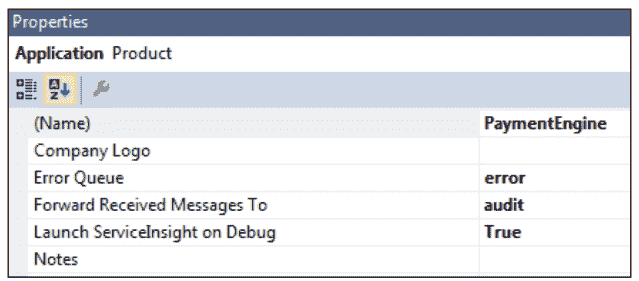 Properties
Application Product
(Name) PaymentEngine
Company Logo
Error Queue error
Forward Received Messages To audit
Launch ServiceInsight on Debug True
Notes